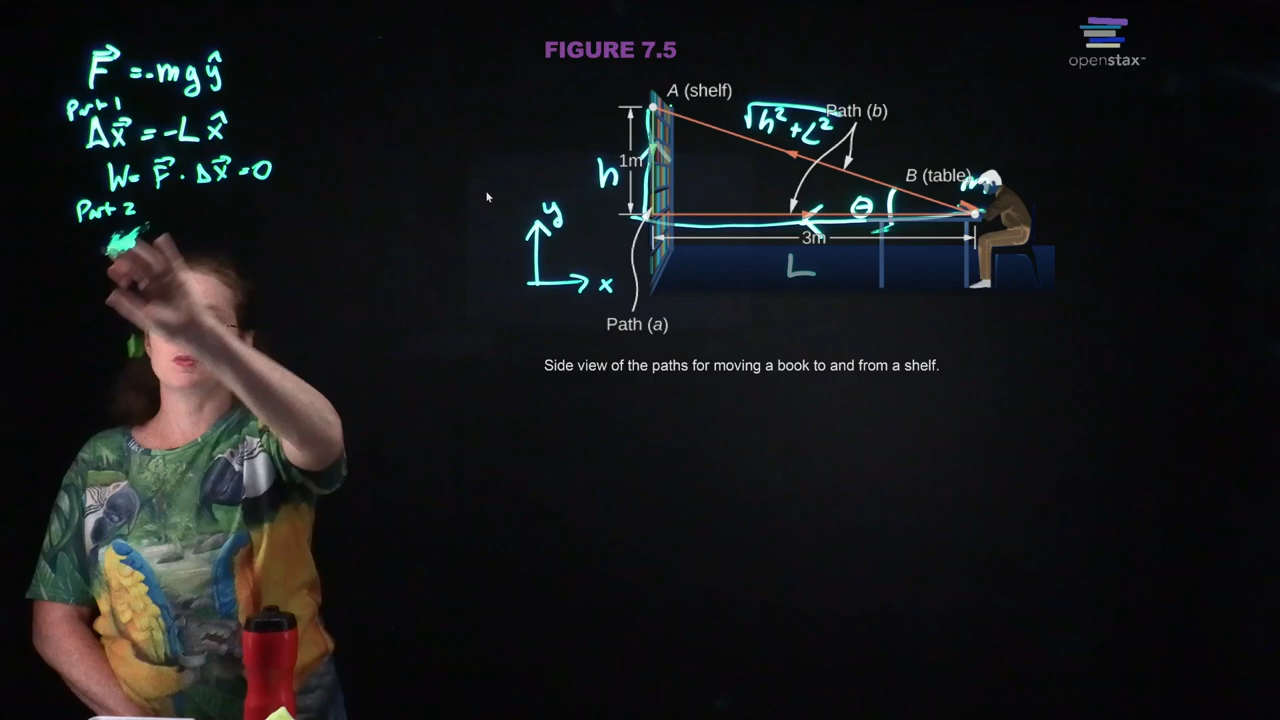 F⃗ = -mg ŷ
Part 1
Δx⃗ = -L x̂
W = F⃗ · Δx⃗ = 0
Part 2
FIGURE 7.5
openstax™
A (shelf)
√h²+L²
Path (b)
1m
h
B (table)
m
θ
3m
L
y
x
Path (a)
Side view of the paths for moving a book to and from a shelf.